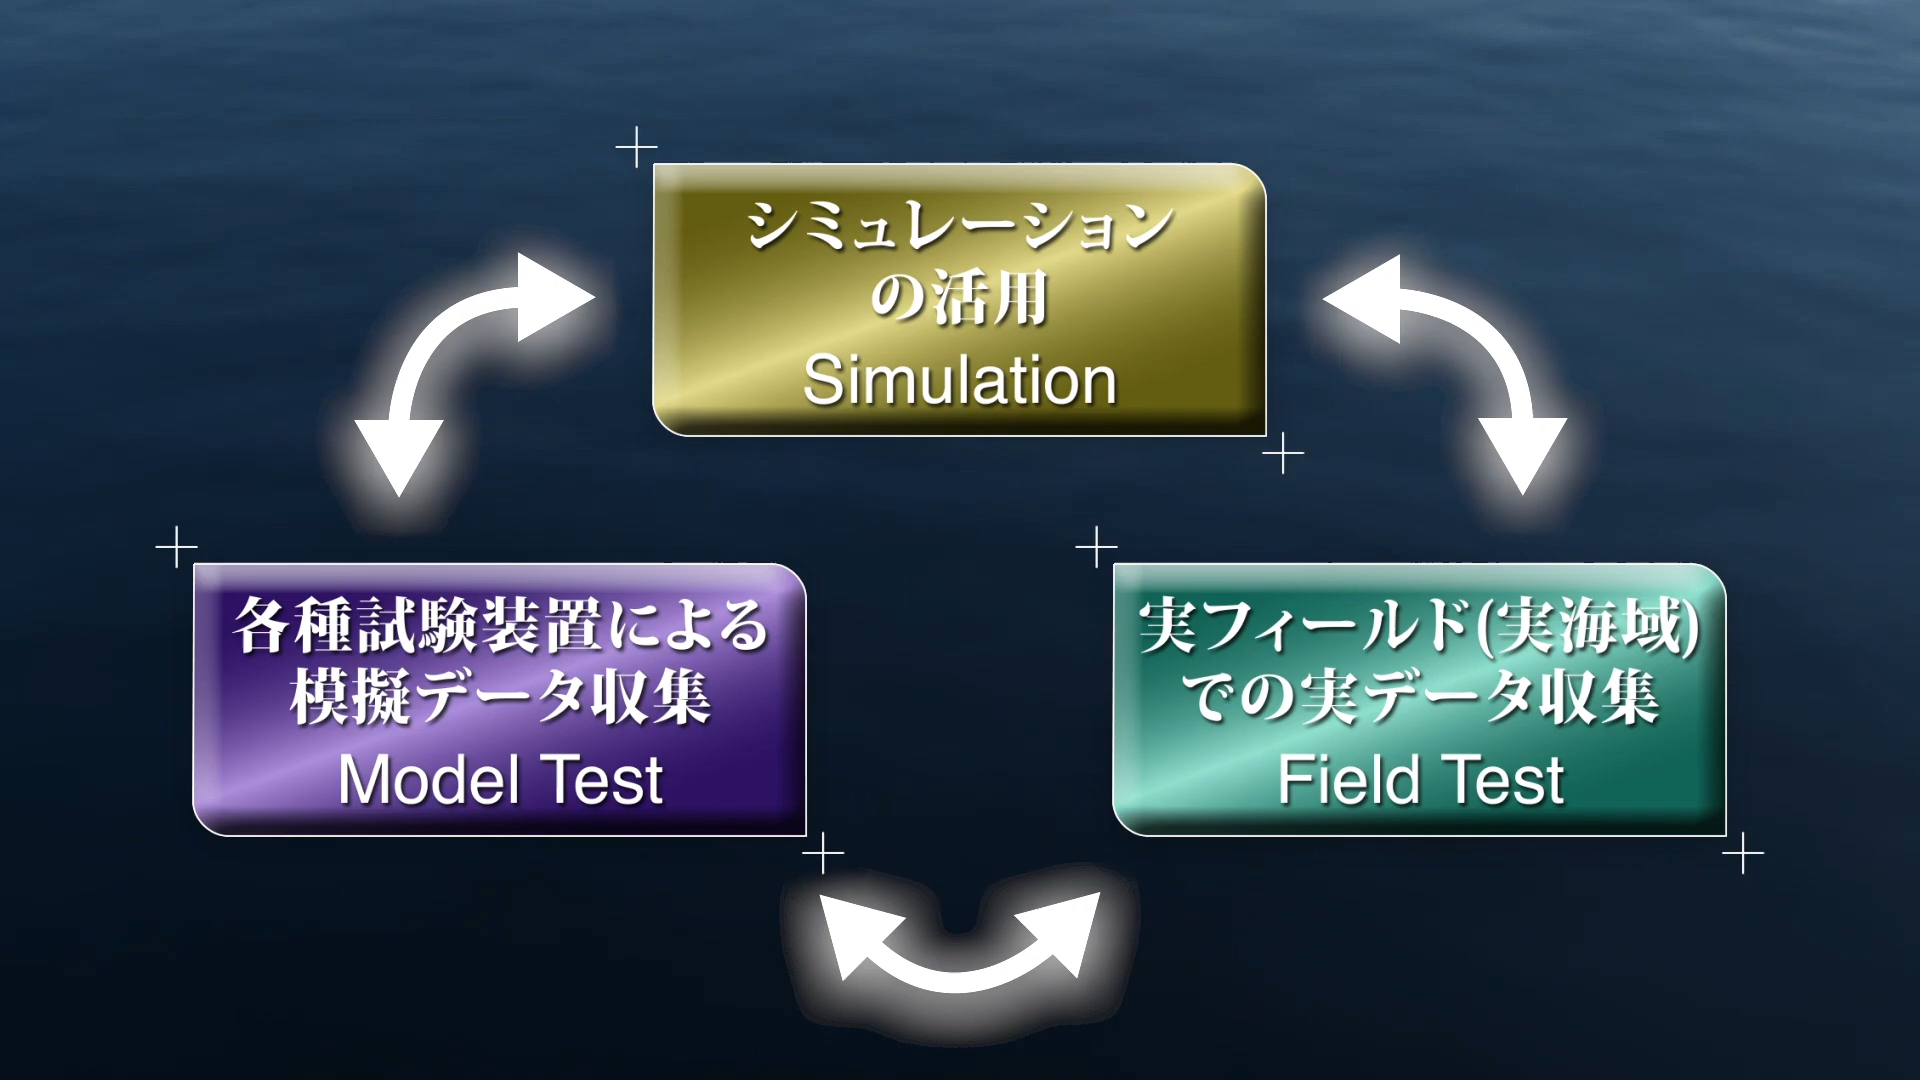 シミュレーション
の活用
Simulation
各種試験装置による
模擬データ収集
Model Test
実フィールド(実海域)
での実データ収集
Field Test